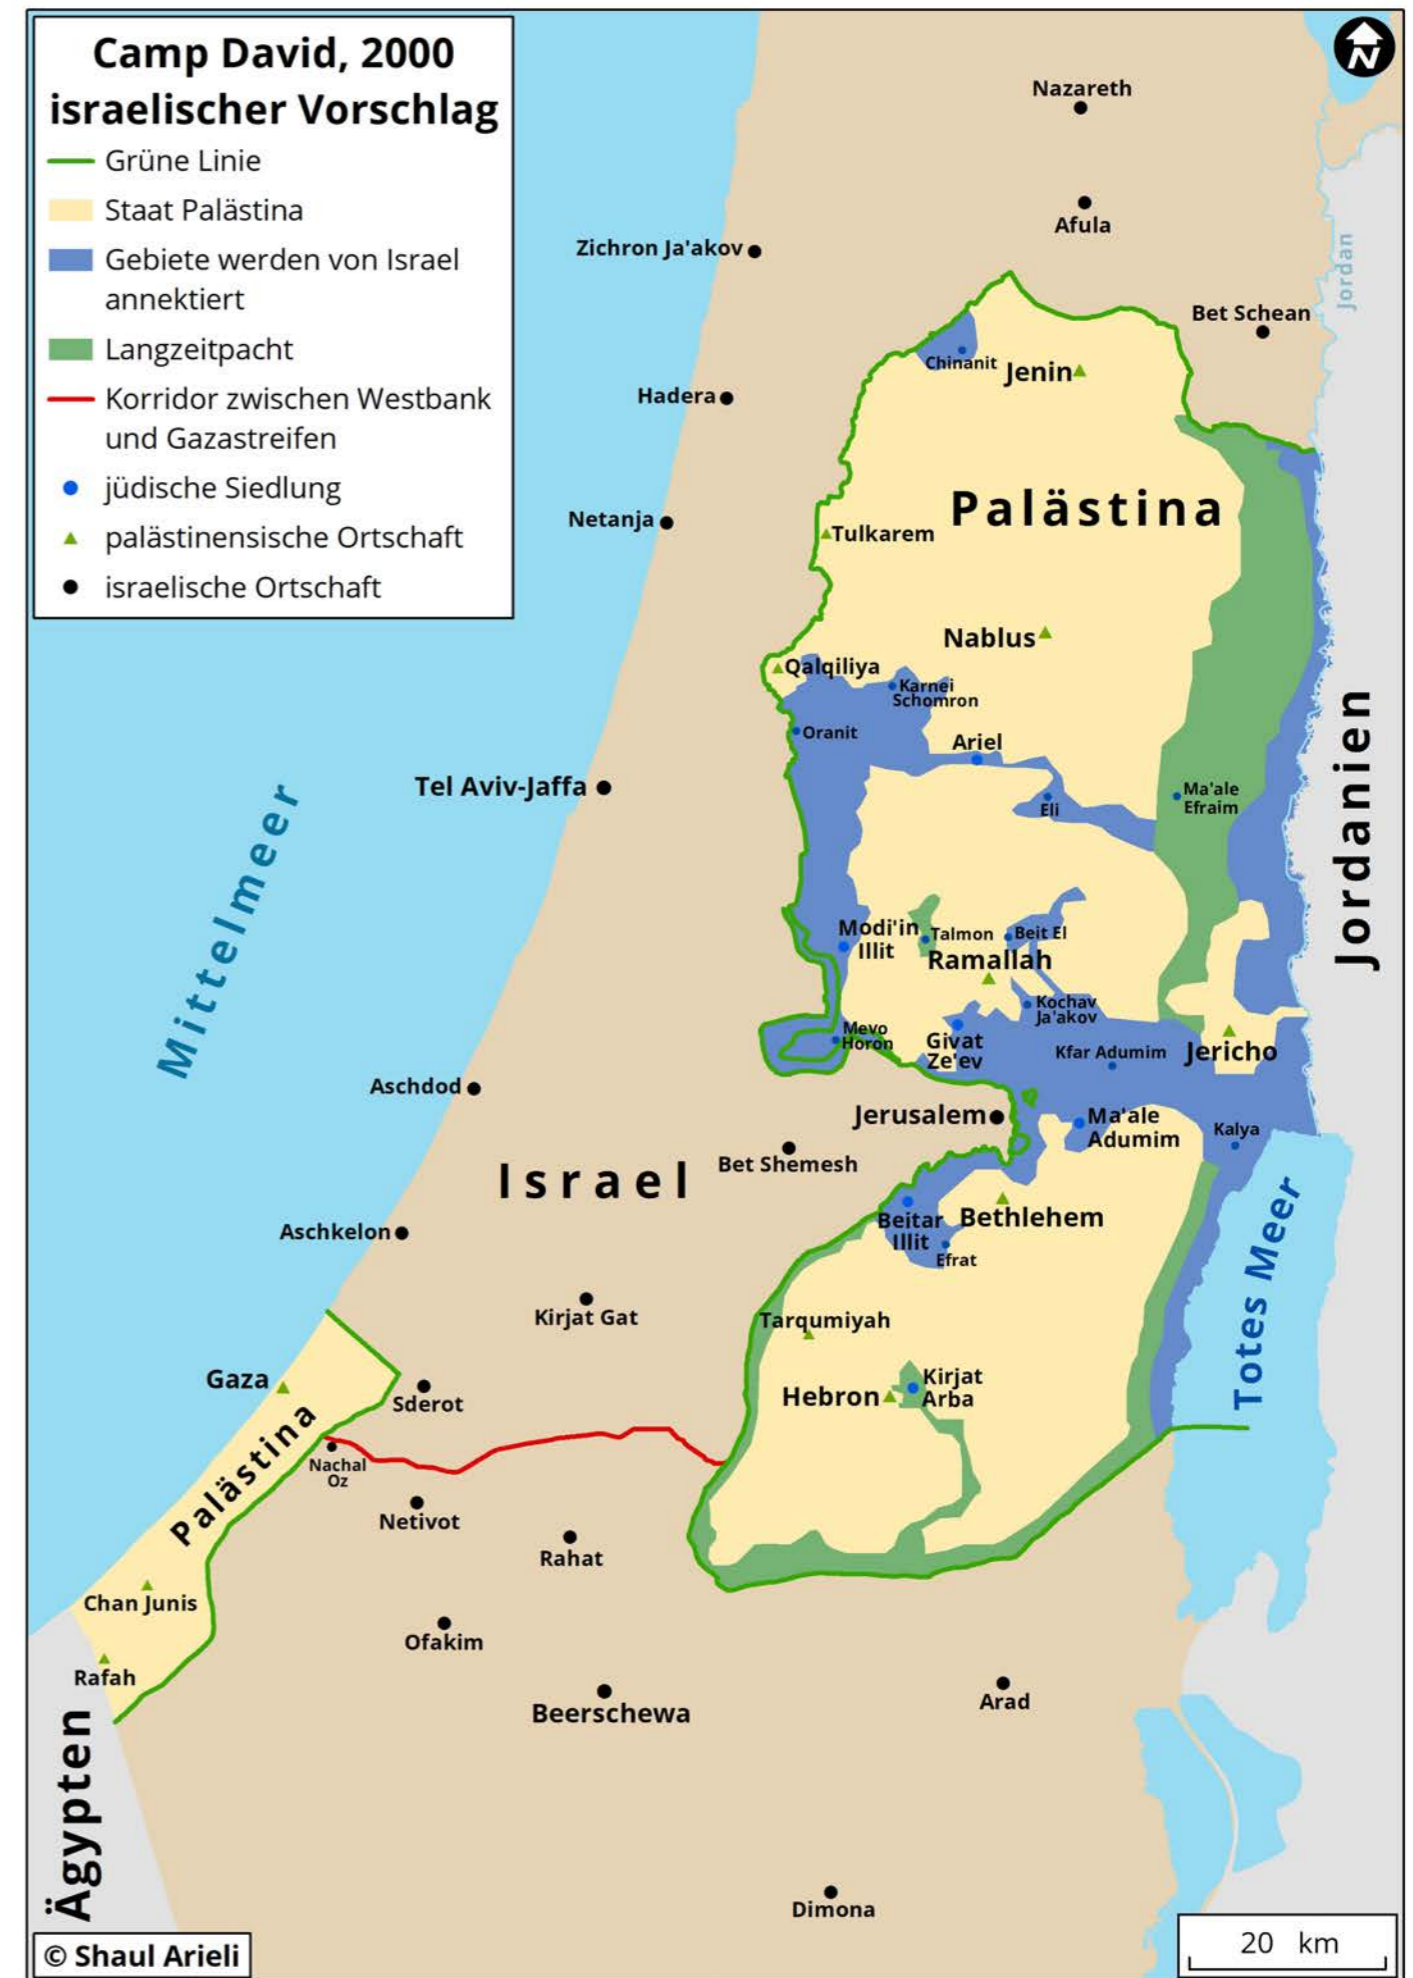 Camp David, 2000
israelischer Vorschlag
Grüne Linie
Staat Palästina
Gebiete werden von Israel
annektiert
Langzeitpacht
Korridor zwischen Westbank
und Gazastreifen
jüdische Siedlung
palästinensische Ortschaft
israelische Ortschaft
N
Nazareth
Afula
Zichron Ja'akov
Jordan
Bet Schean
Chinanit
Jenin
Hadera
Palästina
Netanja
Tulkarem
Nablus
Qalqiliya
Karnei
Schomron
Oranit
Ariel
Tel Aviv-Jaffa
Eli
Ma'ale
Efraim
Jordanien
Mittelmeer
Modi'in
Illit
Talmon
Beit El
Ramallah
Kochav
Ja'akov
Mevo
Horon
Givat
Ze'ev
Kfar Adumim
Jericho
Aschdod
Jerusalem
Ma'ale
Adumim
Kalya
Bet Shemesh
Israel
Beitar
Illit
Bethlehem
Efrat
Aschkelon
Totes Meer
Kirjat Gat
Tarqumiyah
Gaza
Sderot
Hebron
Kirjat
Arba
Palästina
Nachal
Oz
Netivot
Rahat
Chan Junis
Ofakim
Rafah
Beerschewa
Arad
Ägypten
Dimona
© Shaul Arieli
20 km